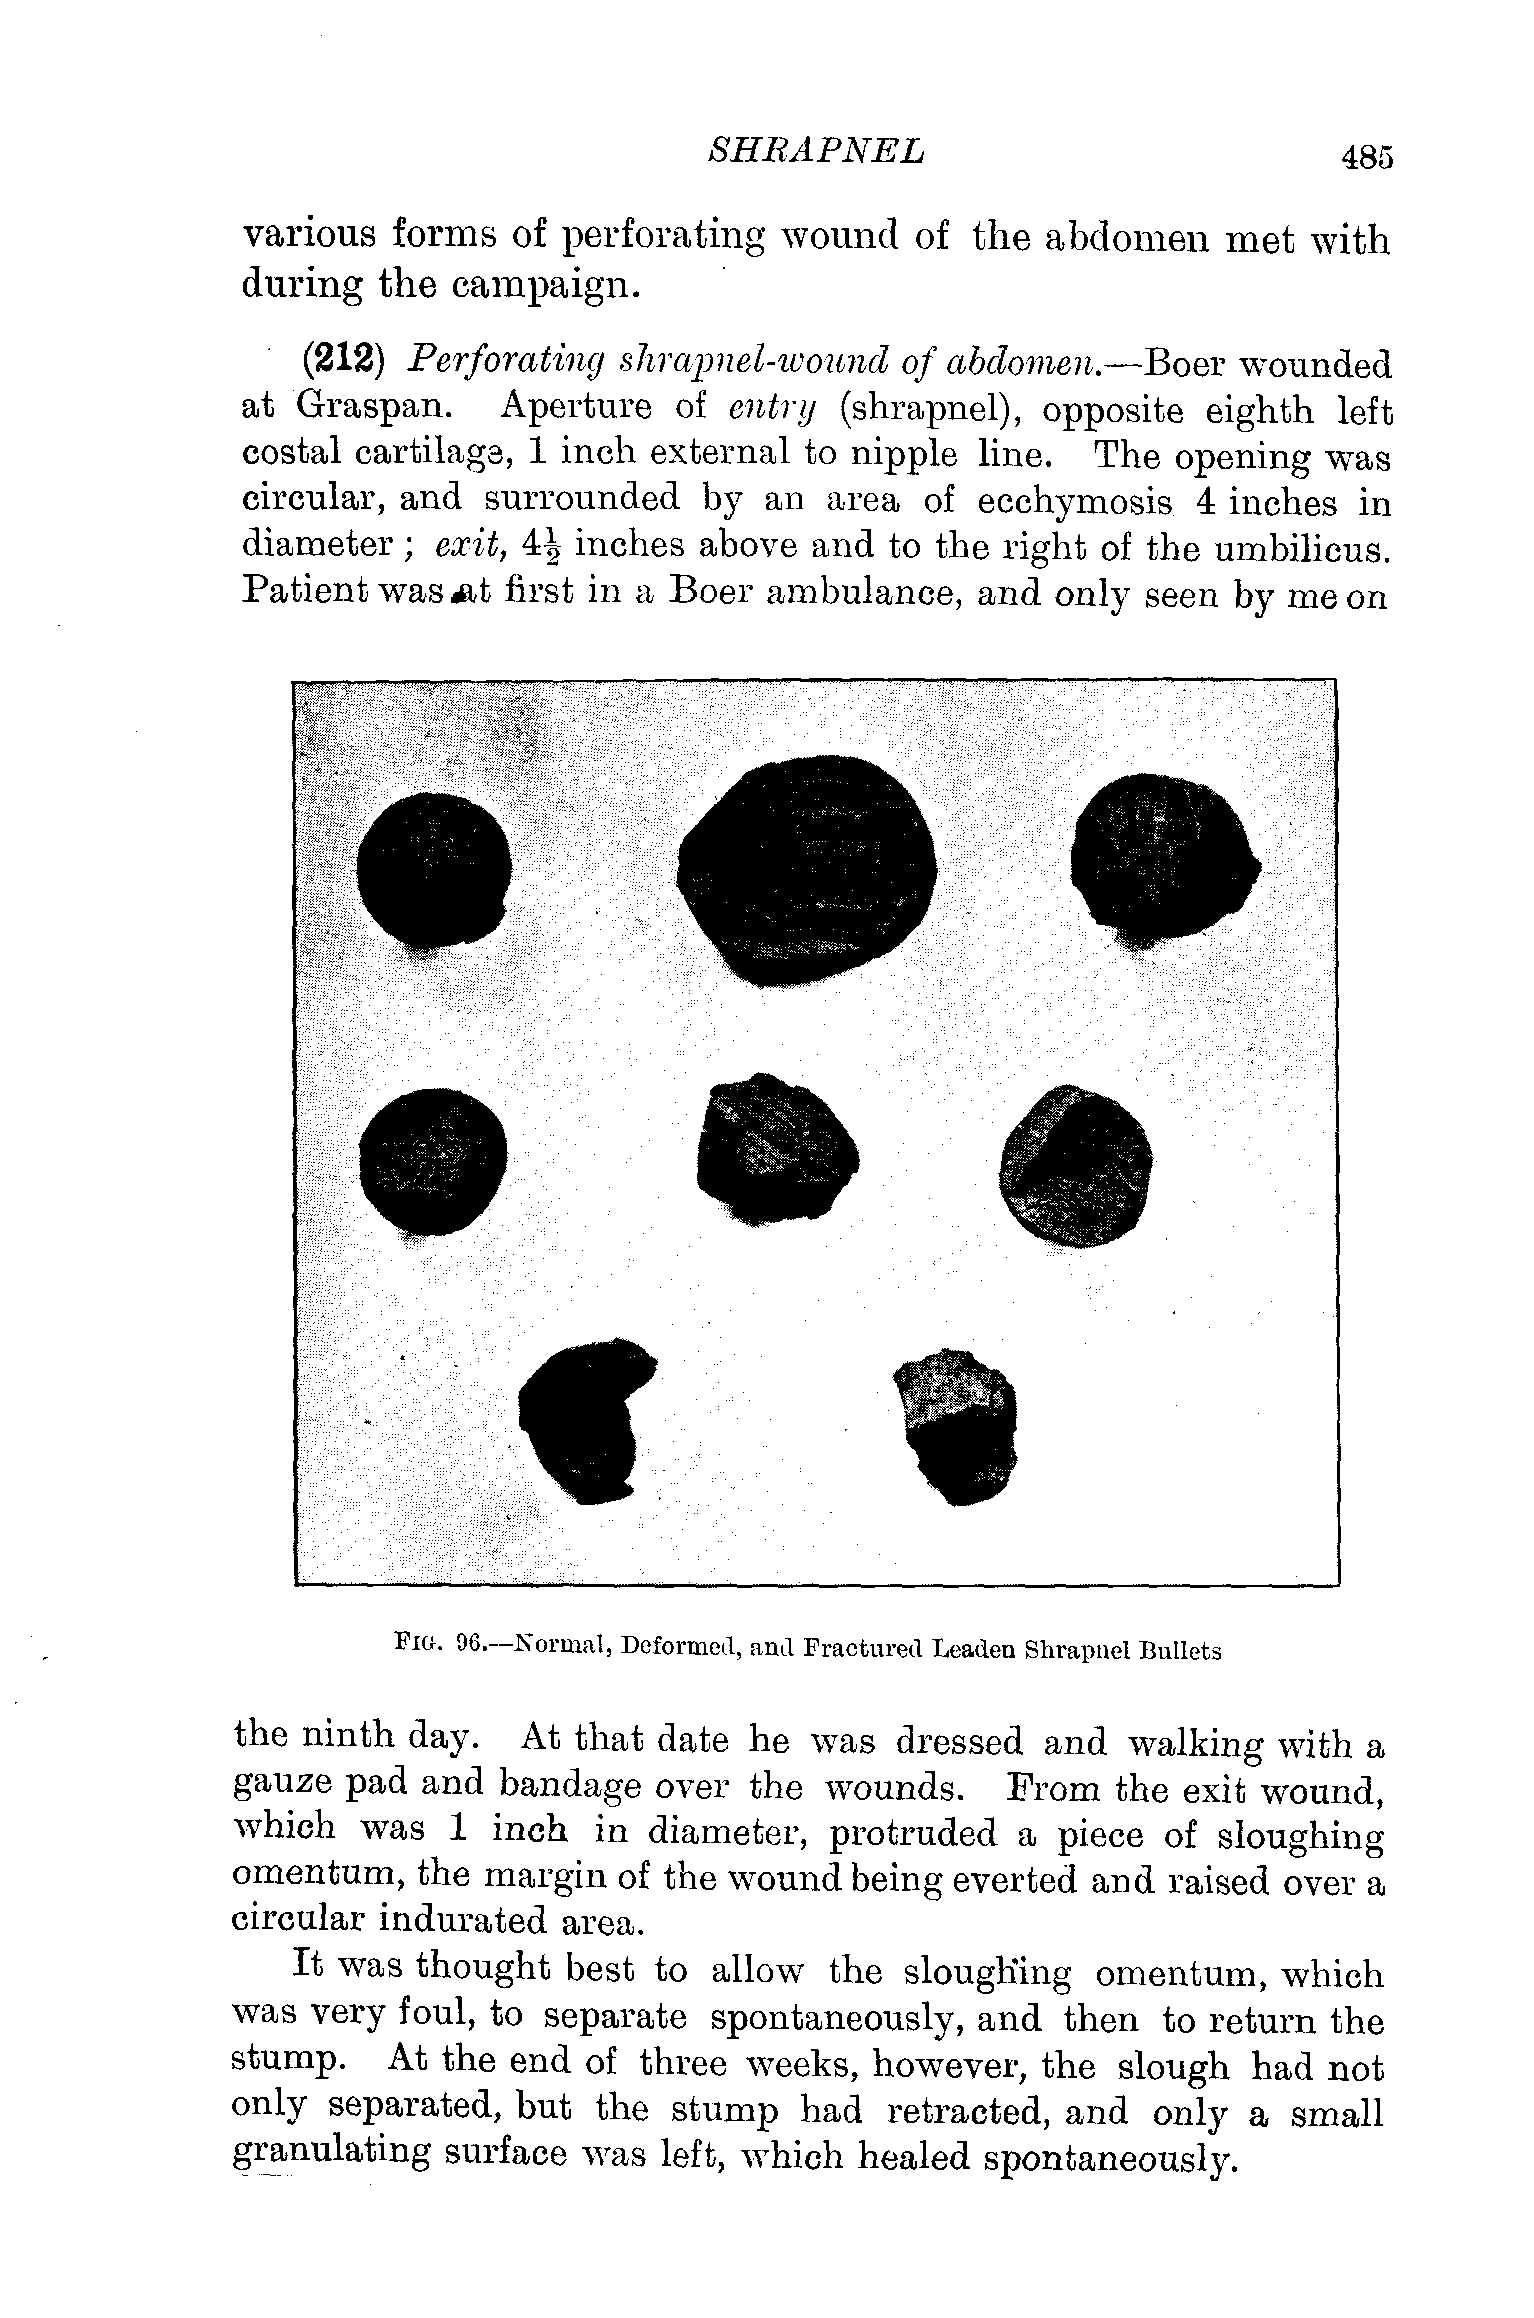 SHRAPNEL 485
various forms of perforating wound of the abdomen met with
during the campaign.
(212) Perforating shrapnel-wound of abdomen.—Boer wounded
at Graspan. Aperture of entry (shrapnel), opposite eighth left
costal cartilage, 1 inch external to nipple line. The opening was
circular, and surrounded by an area of ecchymosis 4 inches in
diameter; exit, 4½ inches above and to the right of the umbilicus.
Patient was at first in a Boer ambulance, and only seen by me on
FIG. 96.—Normal, Deformed, and Fractured Leaden Shrapnel Bullets
the ninth day. At that date he was dressed and walking with a
gauze pad and bandage over the wounds. From the exit wound,
which was 1 inch in diameter, protruded a piece of sloughing
omentum, the margin of the wound being everted and raised over a
circular indurated area.
It was thought best to allow the sloughing omentum, which
was very foul, to separate spontaneously, and then to return the
stump. At the end of three weeks, however, the slough had not
only separated, but the stump had retracted, and only a small
granulating surface was left, which healed spontaneously.